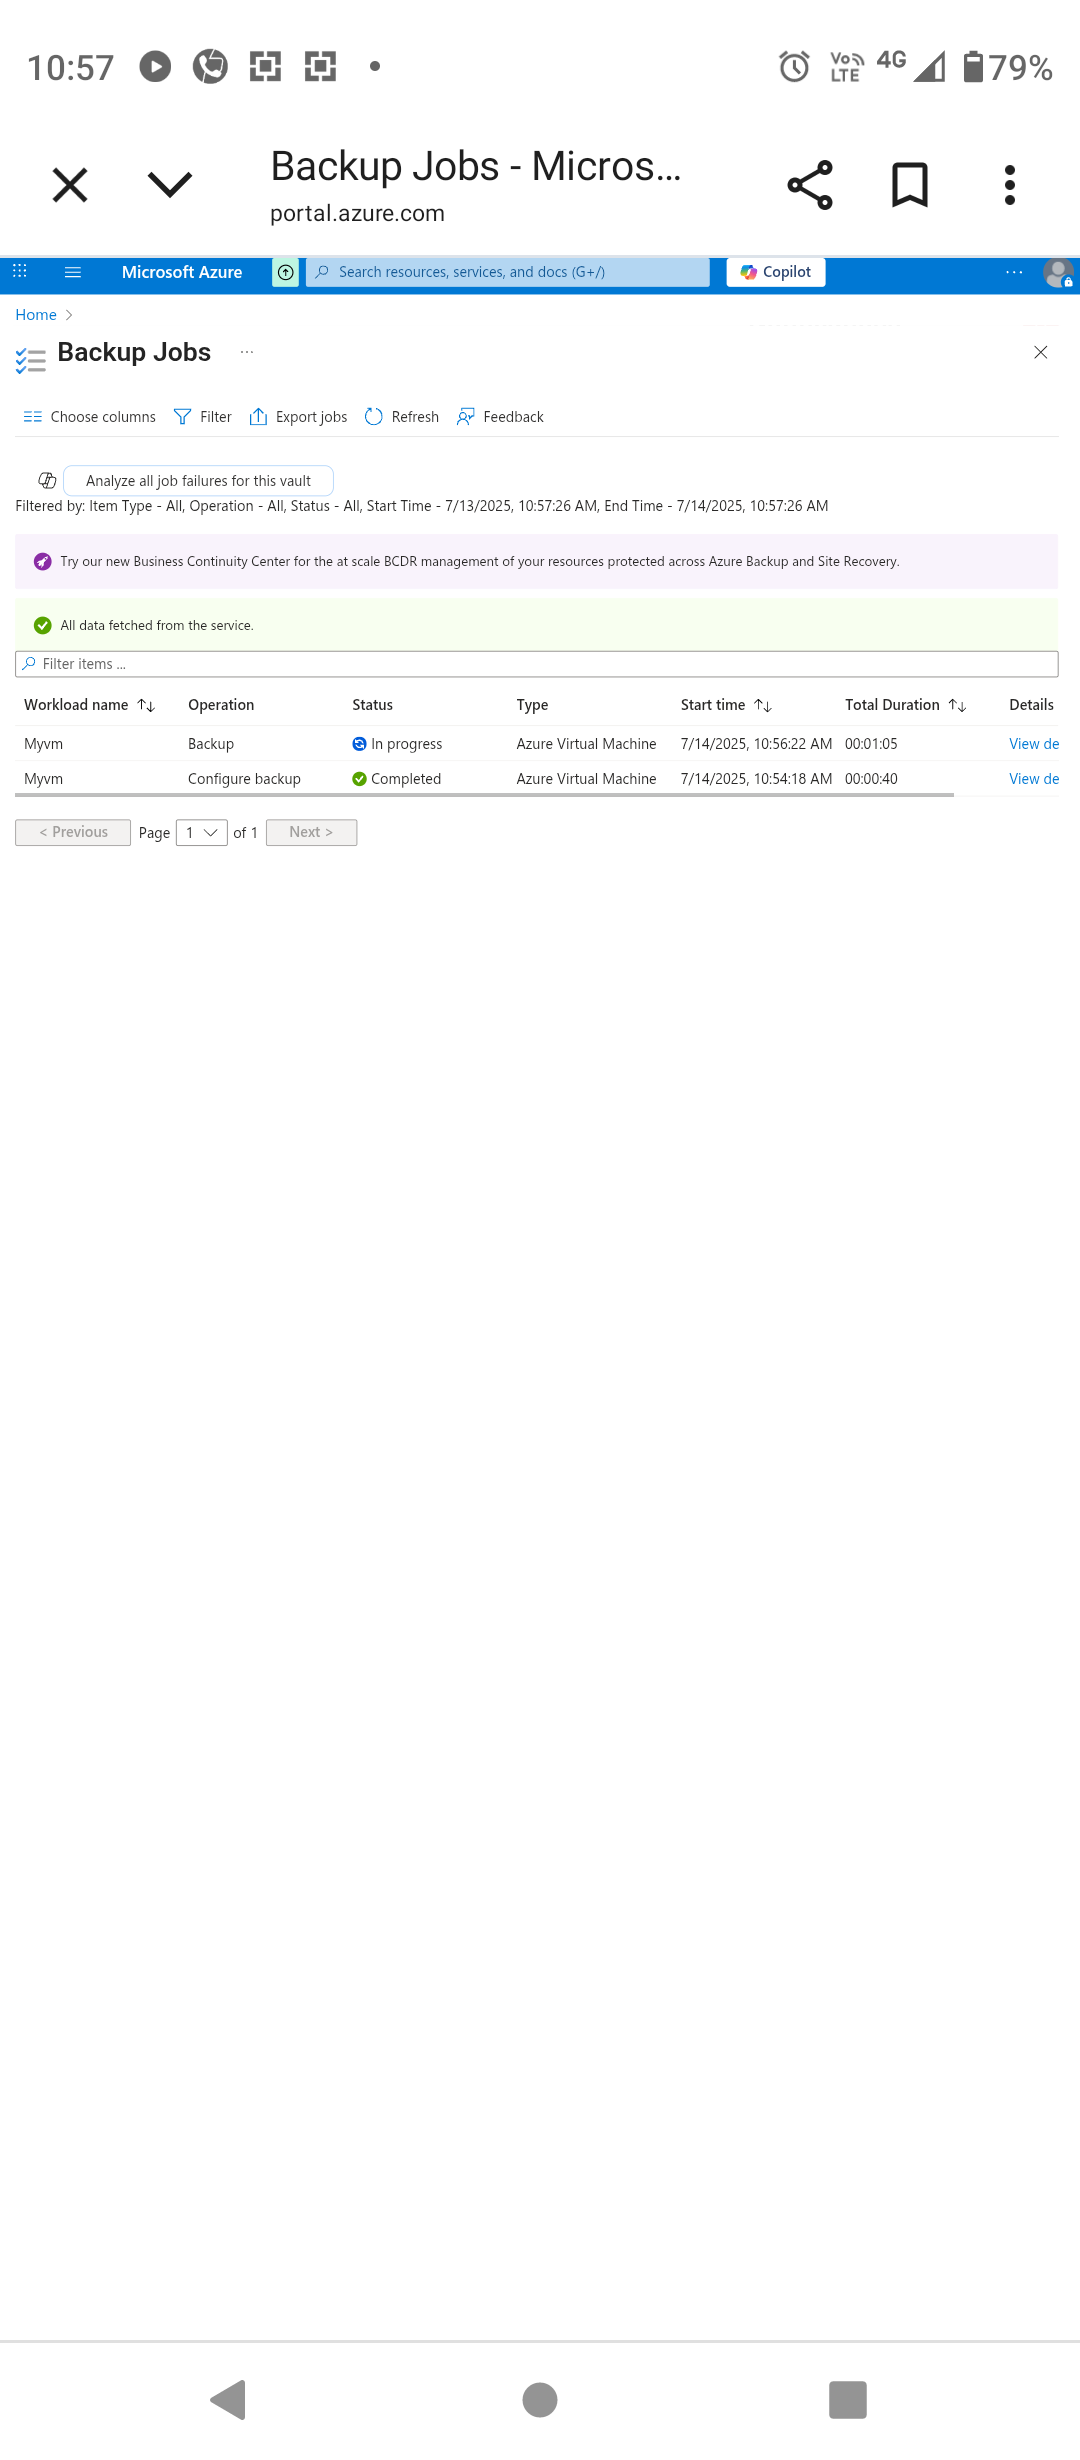 10:57 Vo LTE 4G 79%
Backup Jobs - Micros...
portal.azure.com
Microsoft Azure Search resources, services, and docs (G+/) Copilot ...
Home >
Backup Jobs ...
Choose columns Filter Export jobs Refresh Feedback
Analyze all job failures for this vault
Filtered by: Item Type - All, Operation - All, Status - All, Start Time - 7/13/2025, 10:57:26 AM, End Time - 7/14/2025, 10:57:26 AM
Try our new Business Continuity Center for the at scale BCDR management of your resources protected across Azure Backup and Site Recovery.
All data fetched from the service.
Filter items ...
Workload name ↑↓ Operation Status Type Start time ↑↓ Total Duration ↑↓ Details
Myvm Backup In progress Azure Virtual Machine 7/14/2025, 10:56:22 AM 00:01:05 View de
Myvm Configure backup Completed Azure Virtual Machine 7/14/2025, 10:54:18 AM 00:00:40 View de
< Previous Page 1 of 1 Next >